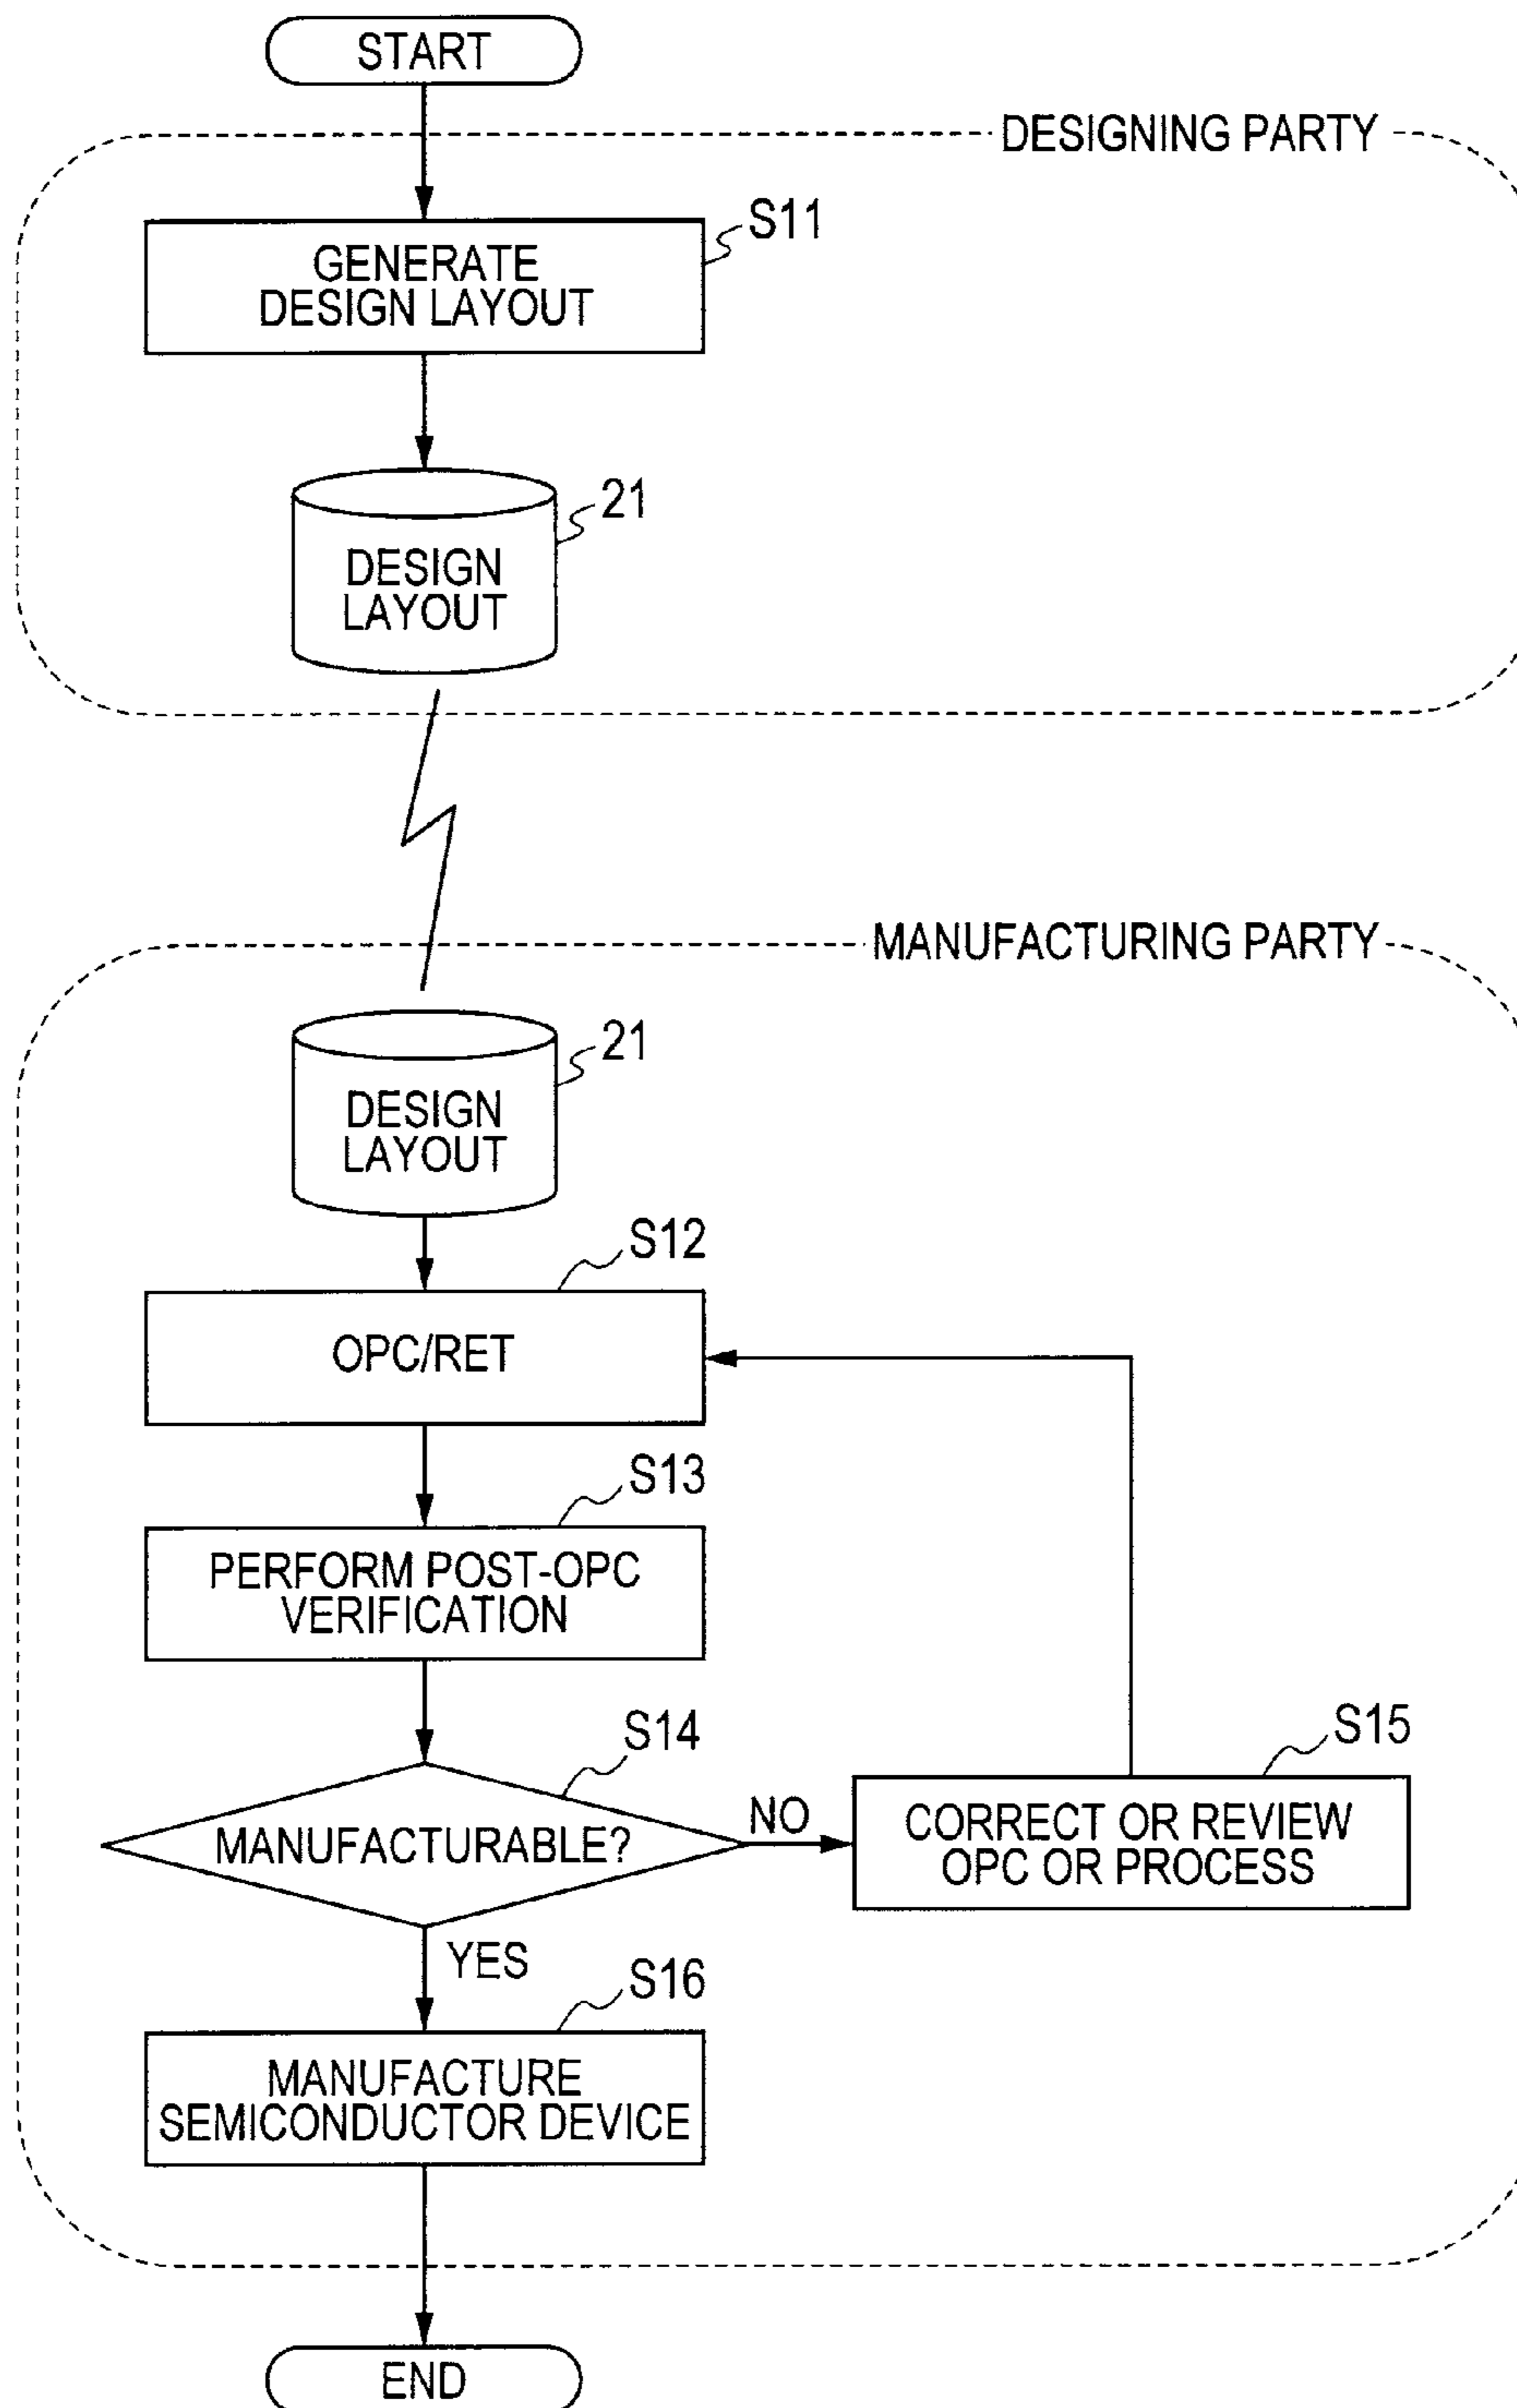 START
DESIGNING PARTY
S11
GENERATE
DESIGN LAYOUT
21
DESIGN
LAYOUT
MANUFACTURING PARTY
21
DESIGN
LAYOUT
S12
OPC/RET
S13
PERFORM POST-OPC
VERIFICATION
S14
MANUFACTURABLE?
NO
S15
CORRECT OR REVIEW
OPC OR PROCESS
YES
S16
MANUFACTURE
SEMICONDUCTOR DEVICE
END